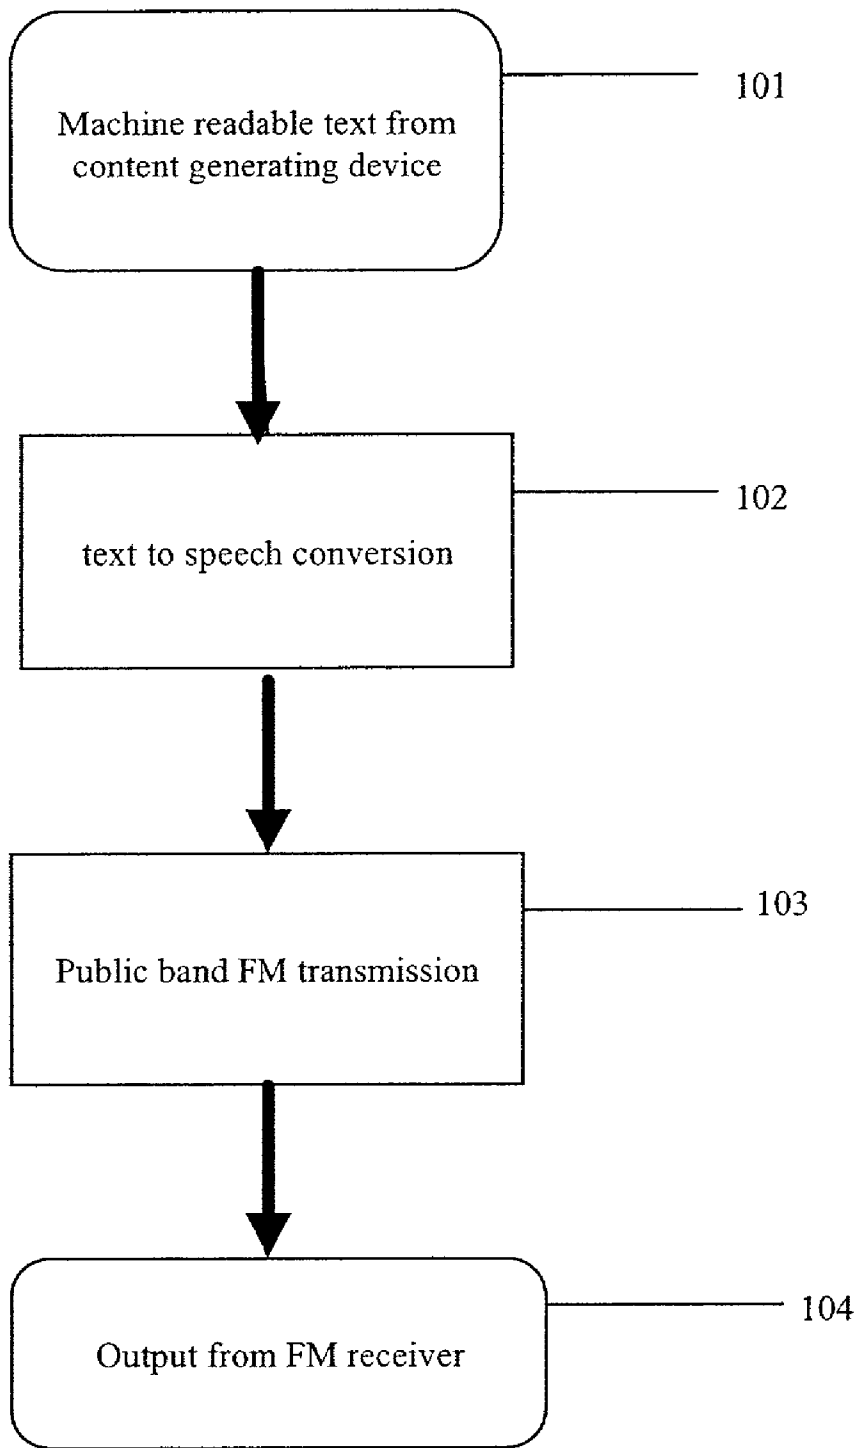 Machine readable text from
content generating device
101
text to speech conversion
102
Public band FM transmission
103
Output from FM receiver
104